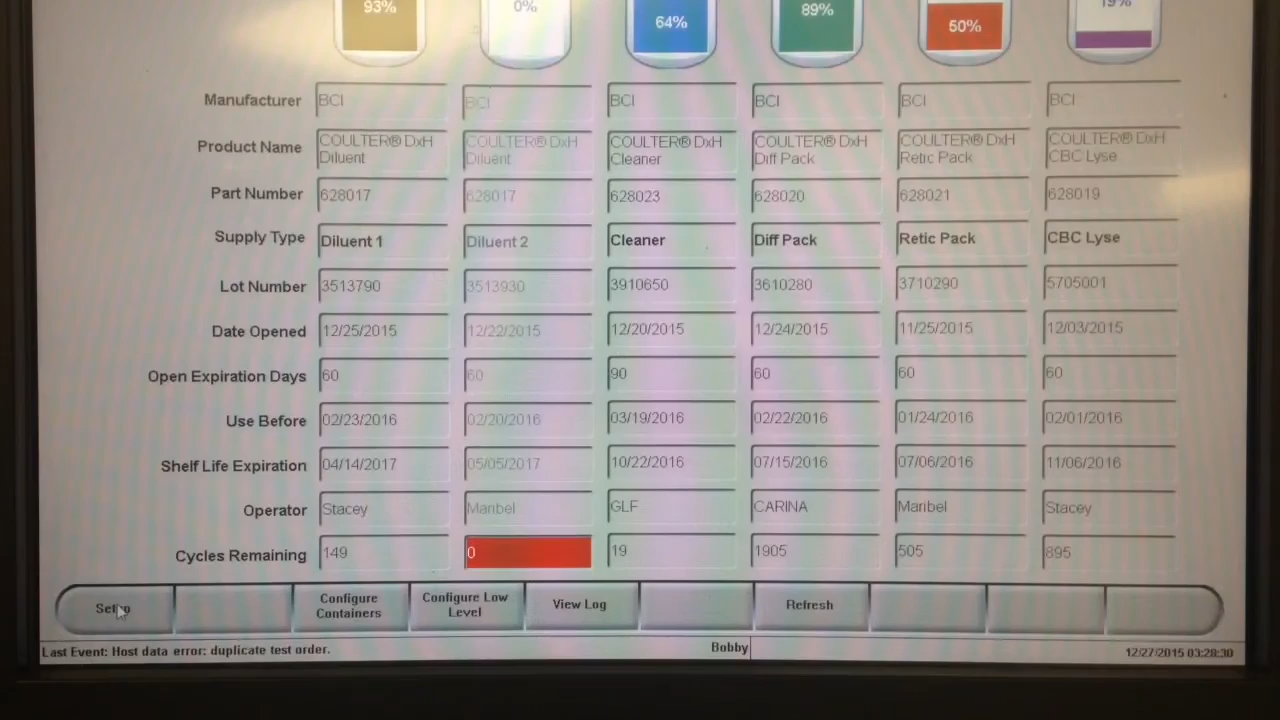 93% 0% 64% 89% 50% 19%
Manufacturer BCI BCI BCI BCI BCI BCI
COULTER® DxH COULTER® DxH COULTER® DxH COULTER® DxH COULTER® DxH COULTER® DxH
Product Name
Diluent Diluent Cleaner Diff Pack Retic Pack CBC Lyse
Part Number 628017 628017 628023 628020 628021 628019
Supply Type Diluent 1 Diluent 2 Cleaner Diff Pack Retic Pack CBC Lyse
Lot Number 3513790 3513930 3910650 3610280 3710290 5705001
Date Opened 12/25/2015 12/22/2015 12/20/2015 12/24/2015 11/25/2015 12/03/2015
Open Expiration Days 60 60 90 60 60 60
Use Before 02/23/2016 02/20/2016 03/19/2016 02/22/2016 01/24/2016 02/01/2016
Shelf Life Expiration 04/14/2017 05/05/2017 10/22/2016 07/15/2016 07/06/2016 11/06/2016
Operator Stacey Maribel GLF CARINA Maribel Stacey
Cycles Remaining 149 0 19 1905 505 895
Setup
Configure
Containers
Configure Low
Level
View Log
Refresh
Last Event: Host data error: duplicate test order. Bobby 12/27/2015 03:28:30